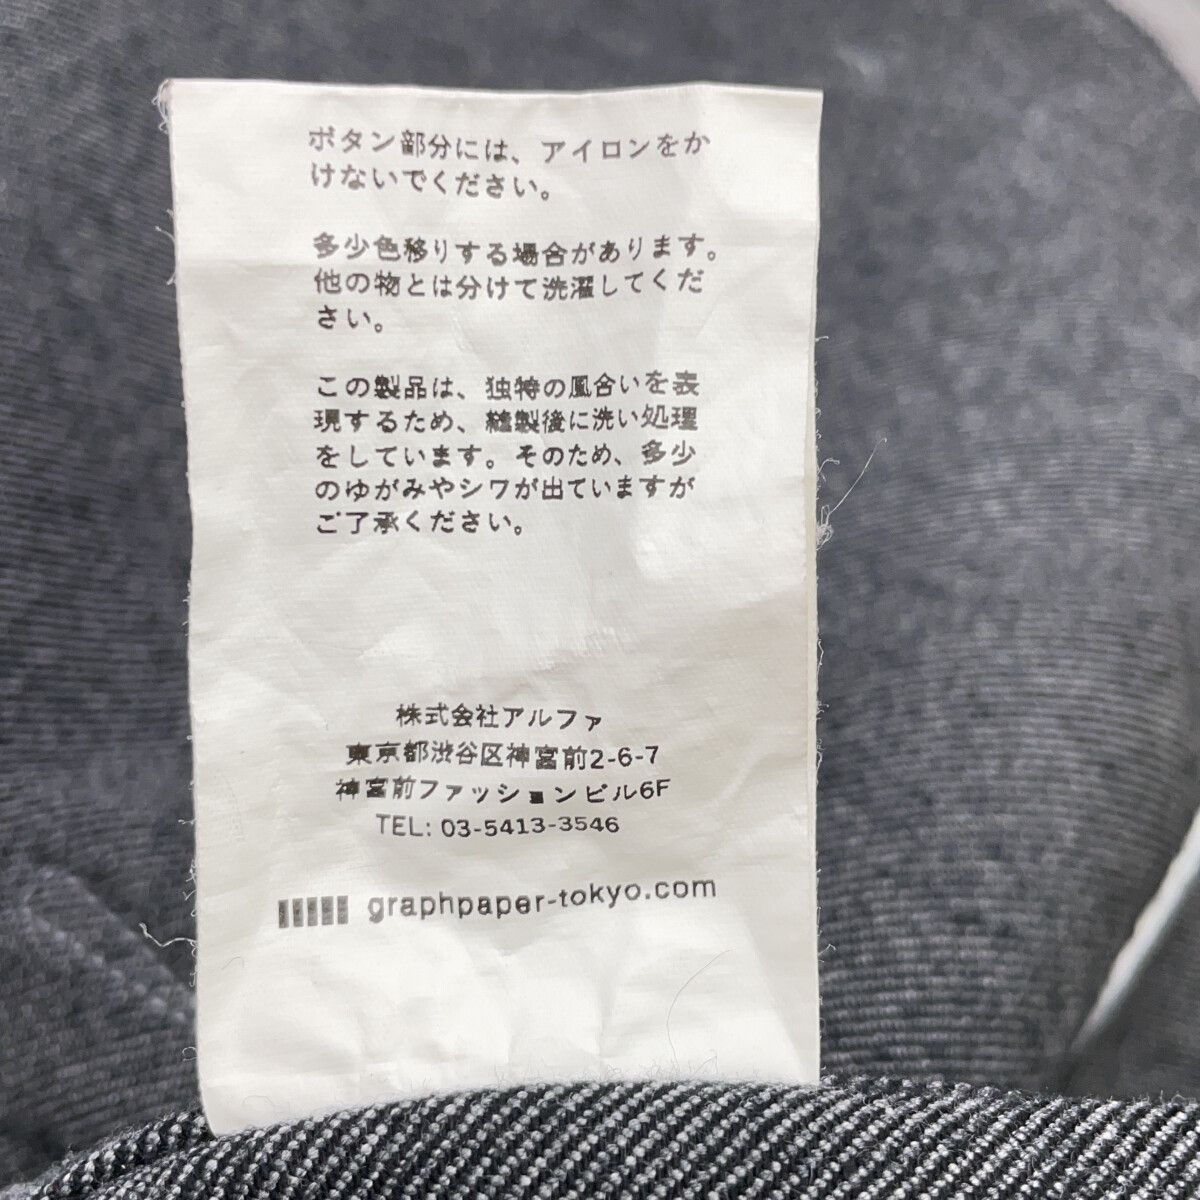 ボタン部分には、アイロンをか
けないでください。
多少色移りする場合があります。
他の物とは分けて洗濯してくだ
さい。
この製品は、独特の風合いを表
現するため、縫製後に洗い処理
をしています。そのため、多少
のゆがみやシワが出ていますが
ご了承ください。
株式会社アルファ
東京都渋谷区神宮前2-6-7
神宮前ファッションビル6F
TEL: 03-5413-3546
graphpaper-tokyo.com